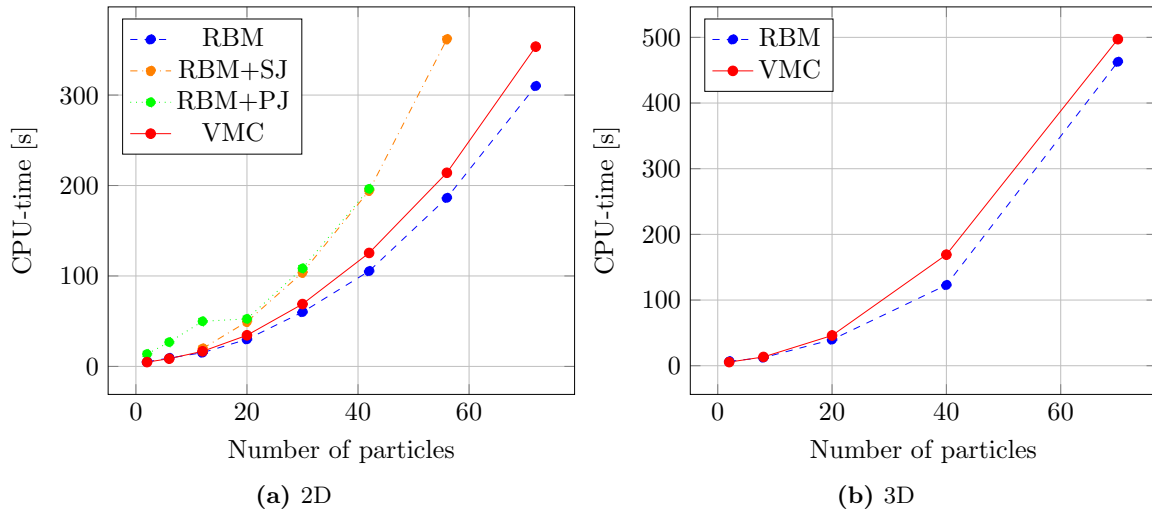 RBM
RBM+SJ
RBM+PJ
VMC
300
200
100
0
CPU-time [s]
0 20 40 60
Number of particles
(a) 2D
RBM
VMC
500
400
300
200
100
0
CPU-time [s]
0 20 40 60
Number of particles
(b) 3D